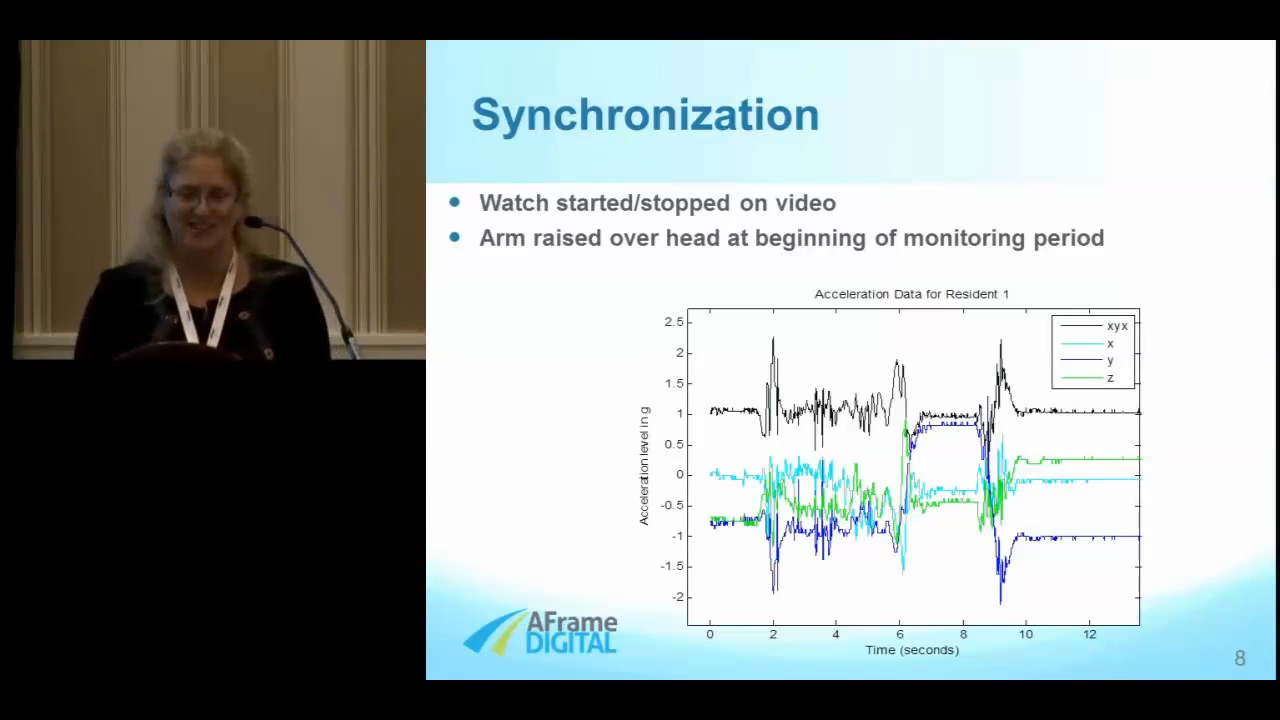 Synchronization
• Watch started/stopped on video
• Arm raised over head at beginning of monitoring period
Acceleration Data for Resident 1
2.5
2
1.5
1
0.5
0
-0.5
-1
-1.5
-2
Acceleration level in g
xyx
x
y
z
0 2 4 6 8 10 12
Time (seconds)
AFrame
DIGITAL
8